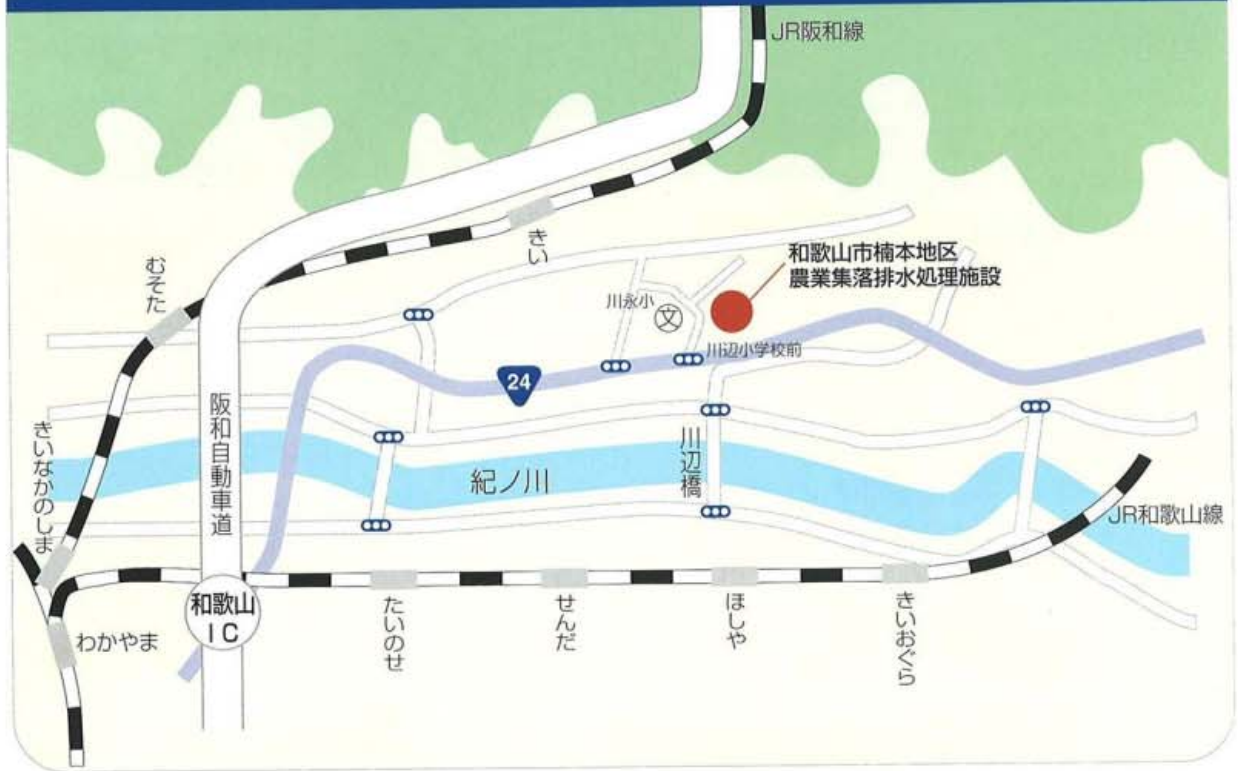 JR阪和線
きい
むそた
和歌山市楠本地区
農業集落排水処理施設
川永小
文
川辺小学校前
24
阪和自動車道
きいなかのしま
川辺橋
紀ノ川
JR和歌山線
和歌山
IC
わかやま
たいのせ
せんだ
ほしや
きいおぐら